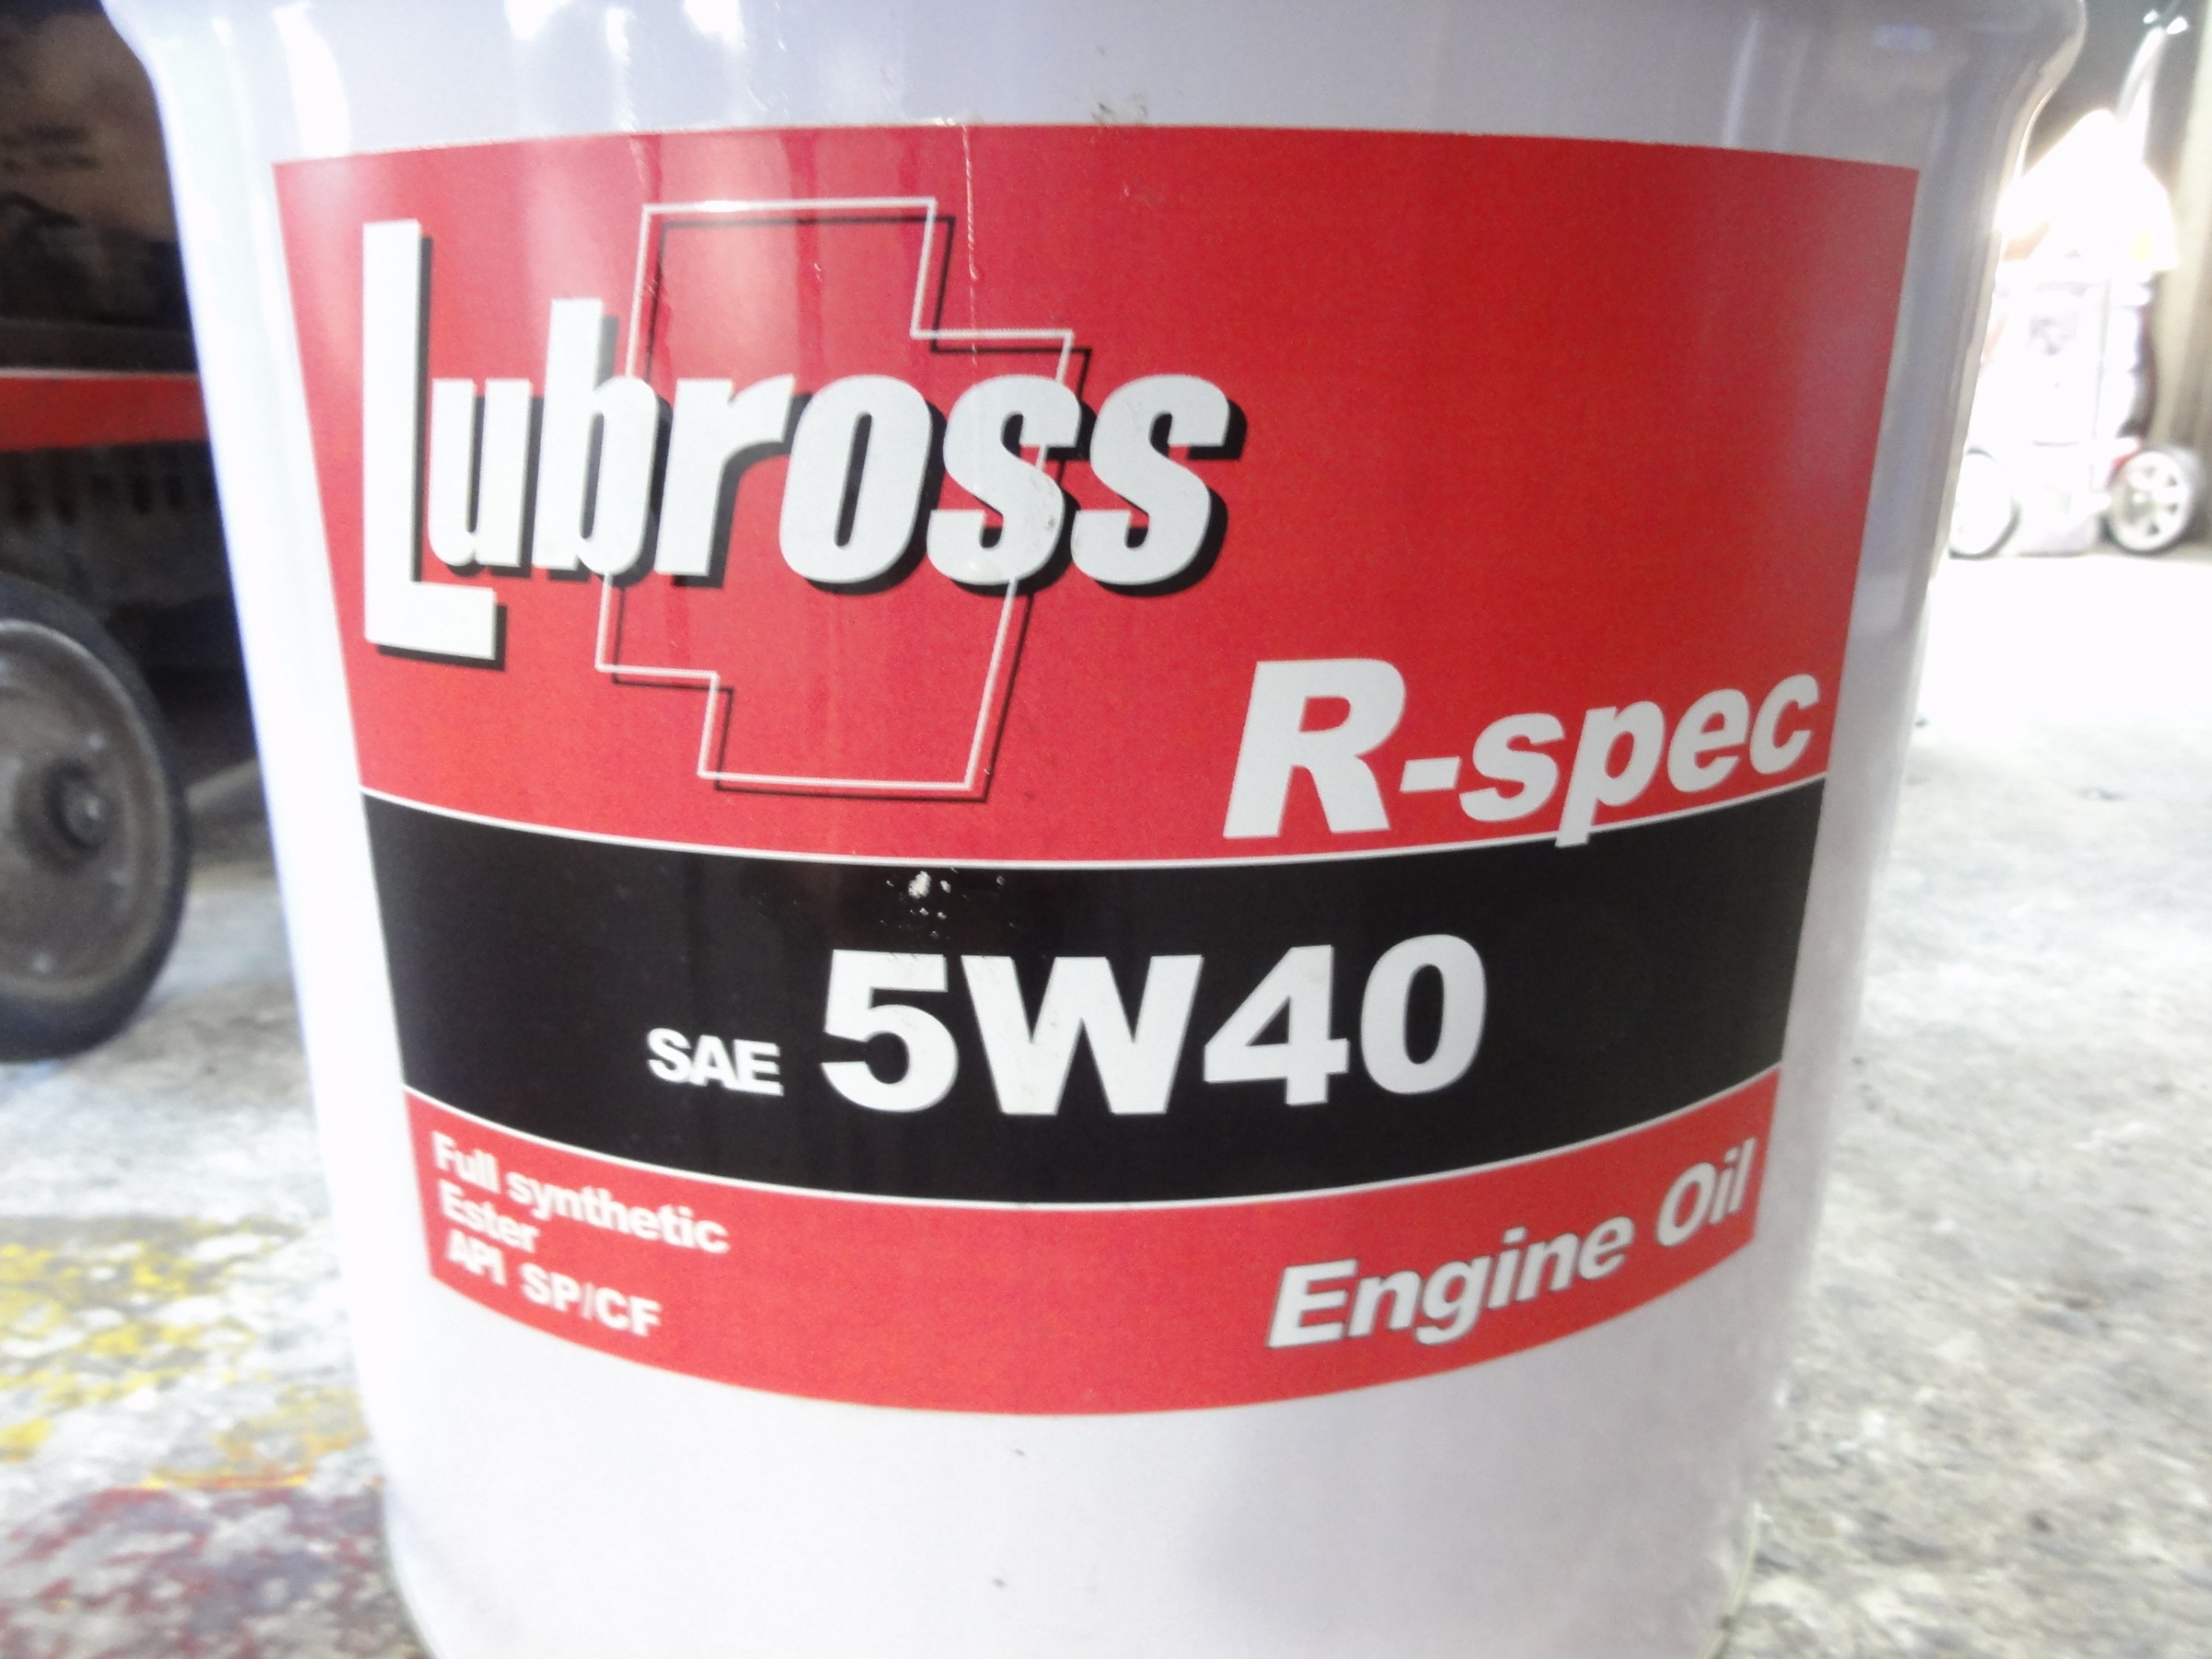 Lubross
R-spec
SAE 5W40
Full synthetic
Ester
API SP/CF
Engine Oil